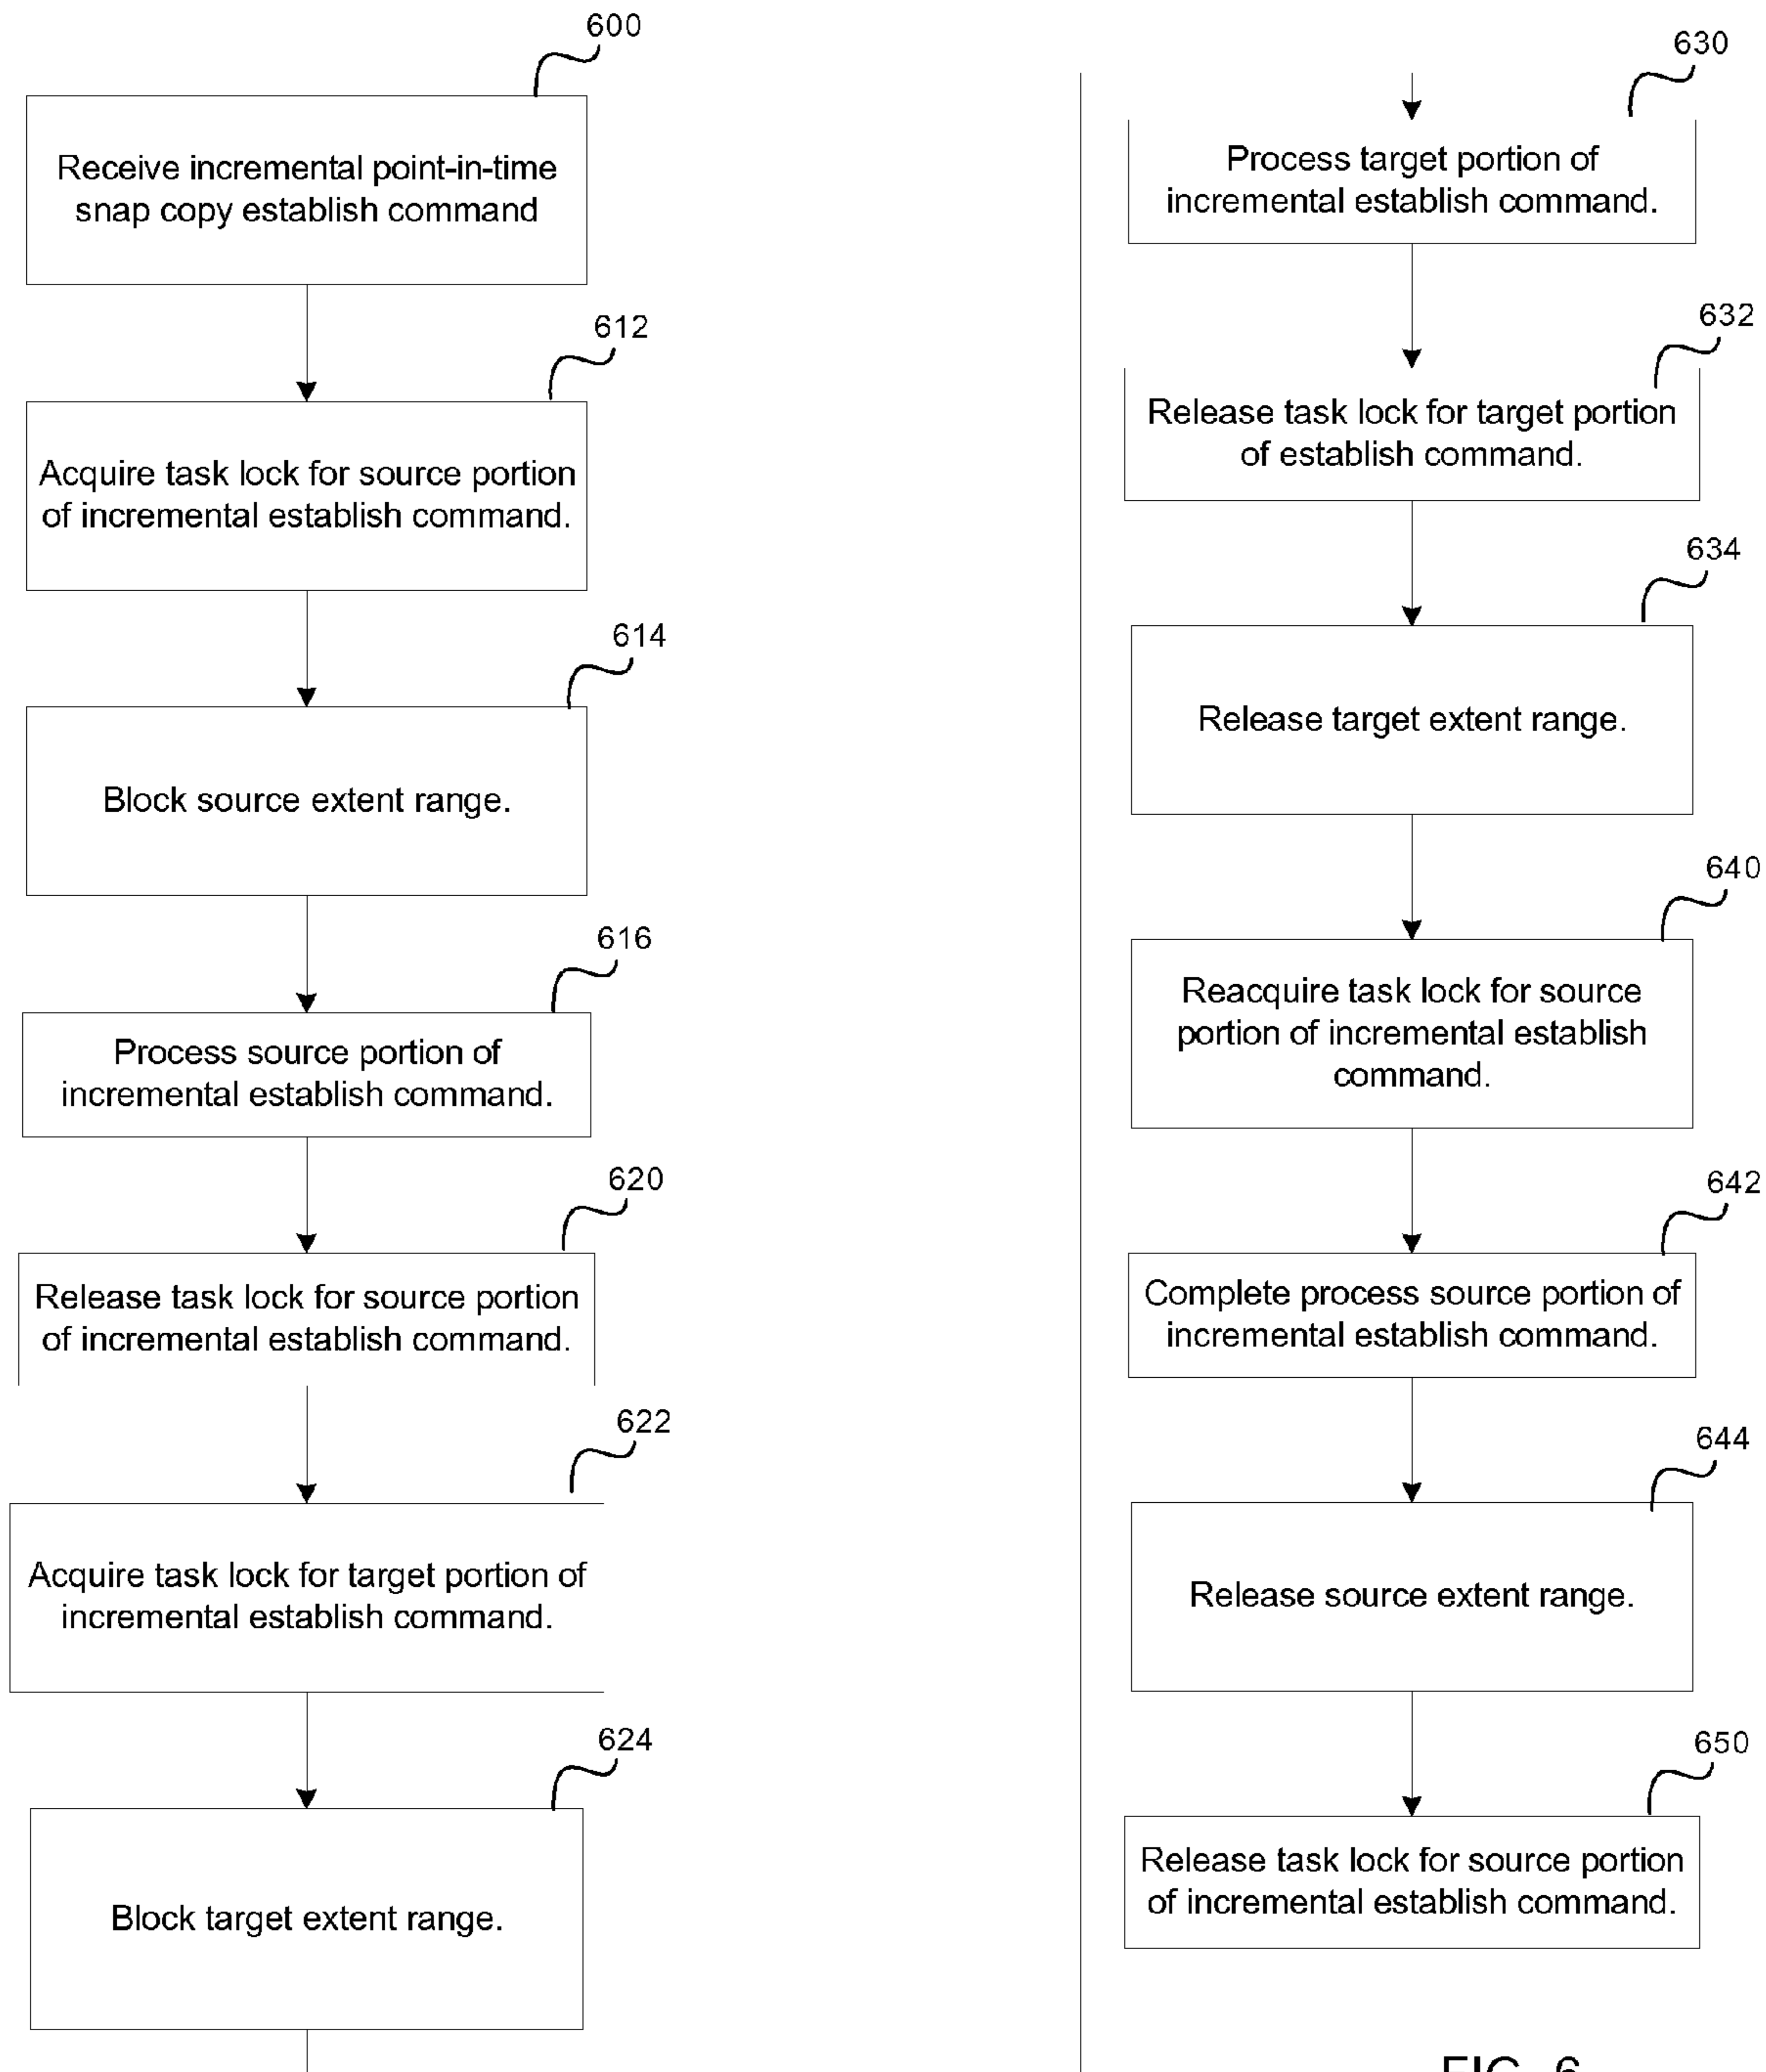 600
Receive incremental point-in-time
snap copy establish command
612
Acquire task lock for source portion
of incremental establish command.
614
Block source extent range.
616
Process source portion of
incremental establish command.
620
Release task lock for source portion
of incremental establish command.
622
Acquire task lock for target portion of
incremental establish command.
624
Block target extent range.
630
Process target portion of
incremental establish command.
632
Release task lock for target portion
of establish command.
634
Release target extent range.
640
Reacquire task lock for source
portion of incremental establish
command.
642
Complete process source portion of
incremental establish command.
644
Release source extent range.
650
Release task lock for source portion
of incremental establish command.
FIG. 6